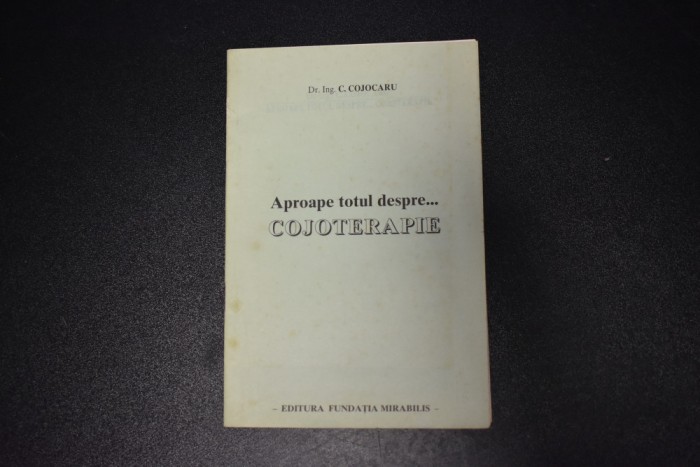 Dr. Ing. C. COJOCARU
Aproape totul despre...
COJOTERAPIE
- EDITURA FUNDAȚIA MIRABILIS -